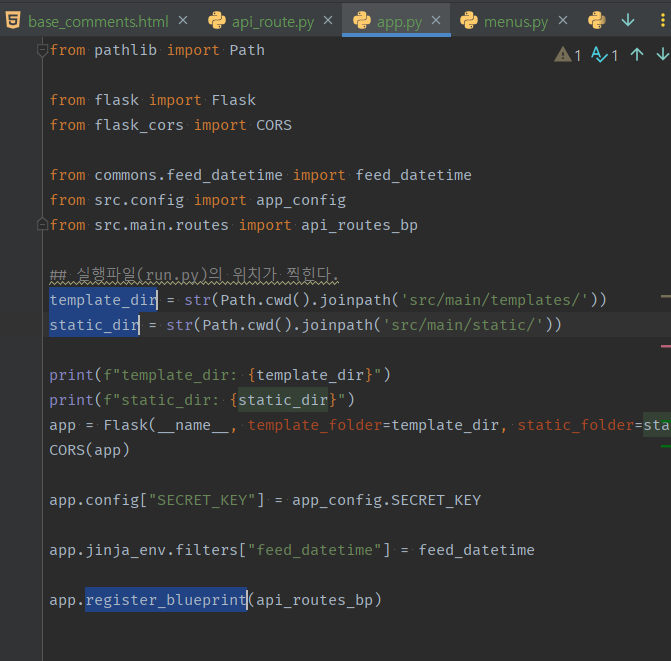 base_comments.html
api_route.py
app.py
menus.py
from pathlib import Path
1
1
from flask import Flask
from flask_cors import CORS
from commons.feed_datetime import feed_datetime
from src.config import app_config
from src.main.routes import api_routes_bp
## 실행파일(run.py)의 위치가 찍힌다.
template_dir = str(Path.cwd().joinpath('src/main/templates/'))
static_dir = str(Path.cwd().joinpath('src/main/static/'))
print(f"template_dir: {template_dir}")
print(f"static_dir: {static_dir}")
app = Flask(__name__, template_folder=template_dir, static_folder=sta
CORS(app)
app.config["SECRET_KEY"] = app_config.SECRET_KEY
app.jinja_env.filters["feed_datetime"] = feed_datetime
app.register_blueprint(api_routes_bp)